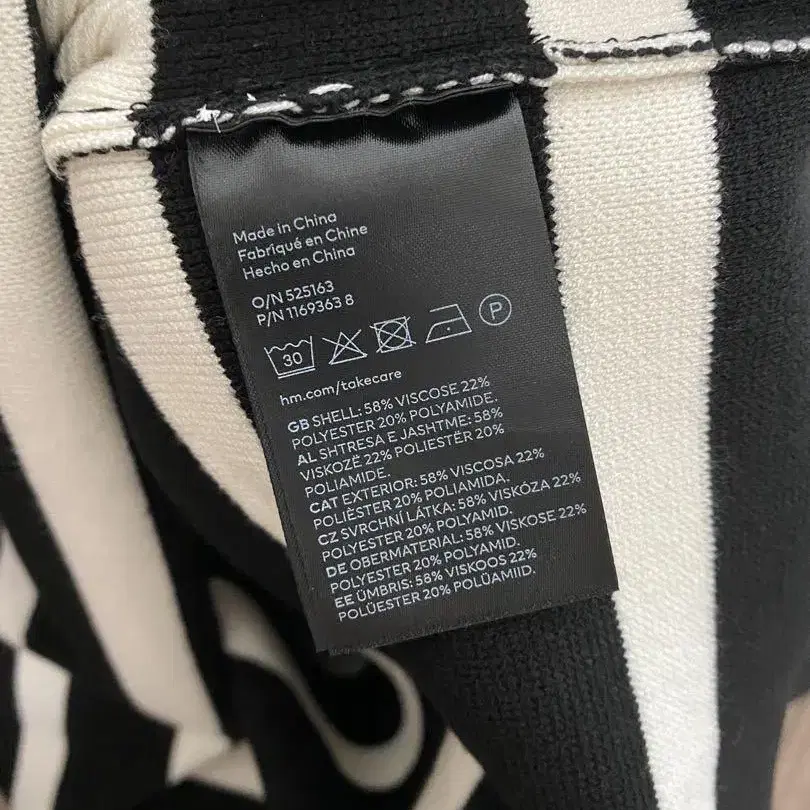 Made in China
Fabriqué en Chine
Hecho en China
O/N 525163
P/N 1169363 8
30 P
hm.com/takecare
GB SHELL: 58% VISCOSE 22%
POLYESTER 20% POLYAMIDE.
AL SHTRESA E JASHTME: 58%
VISKOZË 22% POLIESTËR 20%
POLIAMIDE.
CAT EXTERIOR: 58% VISCOSA 22%
POLIÈSTER 20% POLIAMIDA.
CZ SVRCHNÍ LÁTKA: 58% VISKÓZA 22%
POLYESTER 20% POLYAMID.
DE OBERMATERIAL: 58% VISKOSE 22%
POLYESTER 20% POLYAMID.
EE ÜMBRIS: 58% VISKOOS 22%
POLÜESTER 20% POLÜAMIID.